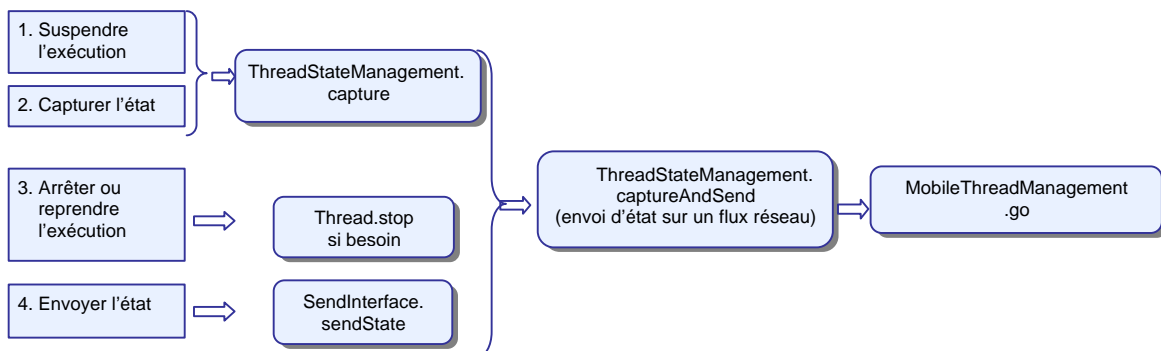 1. Suspendre
l’exécution
2. Capturer l’état
ThreadStateManagement.
capture
3. Arrêter ou
reprendre
l’exécution
Thread.stop
si besoin
4. Envoyer l’état
SendInterface.
sendState
ThreadStateManagement.
captureAndSend
(envoi d’état sur un flux réseau)
MobileThreadManagement
.go